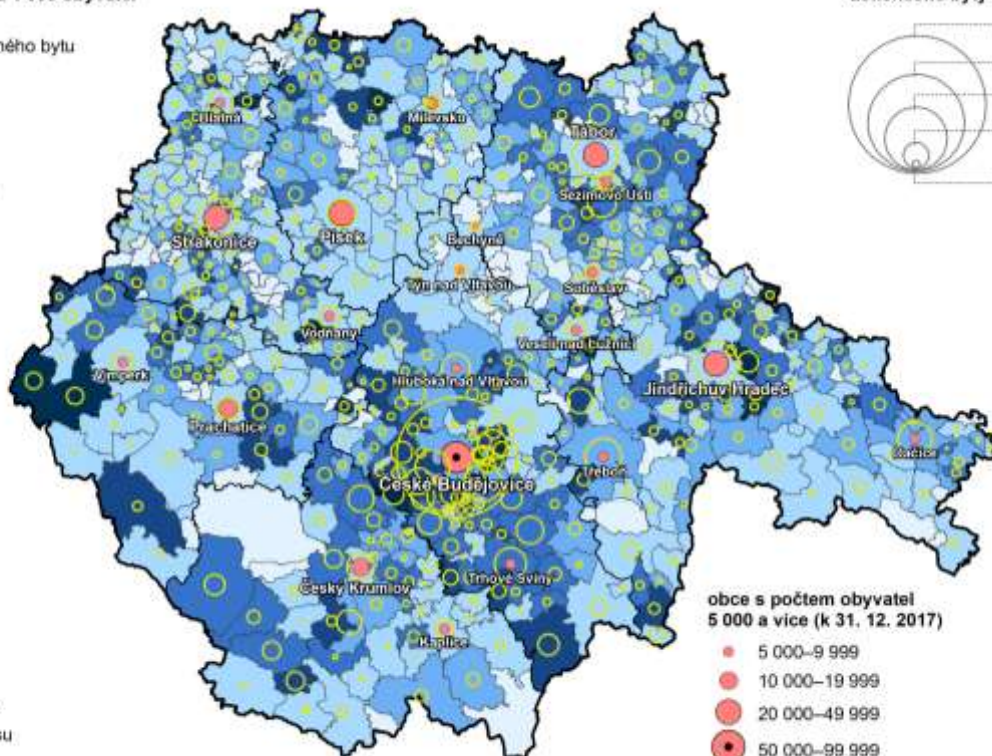 ného bytu
Blatná
Milevsko
Tábor
Sezimovo Ústí
Strakonice
Písek
Bechyně
Týn nad Vltavou
Soběslav
Vodňany
Veselí nad Lužnicí
Vimperk
Hluboká nad Vltavou
Jindřichův Hradec
Prachatice
Dačice
Třeboň
České Budějovice
Český Krumlov
Trhové Sviny
Kaplice
obce s počtem obyvatel
5 000 a více (k 31. 12. 2017)
5 000–9 999
10 000–19 999
20 000–49 999
50 000–99 999